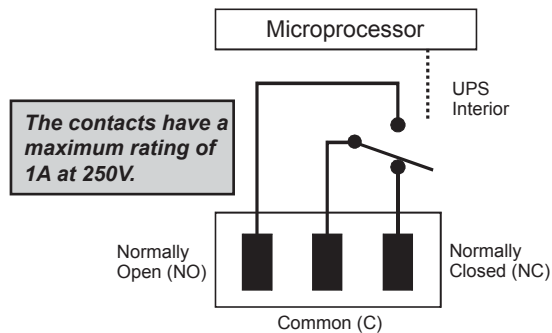 Microprocessor
UPS
Interior
The contacts have a
maximum rating of
1A at 250V.
Normally
Open (NO)
Normally
Closed (NC)
Common (C)